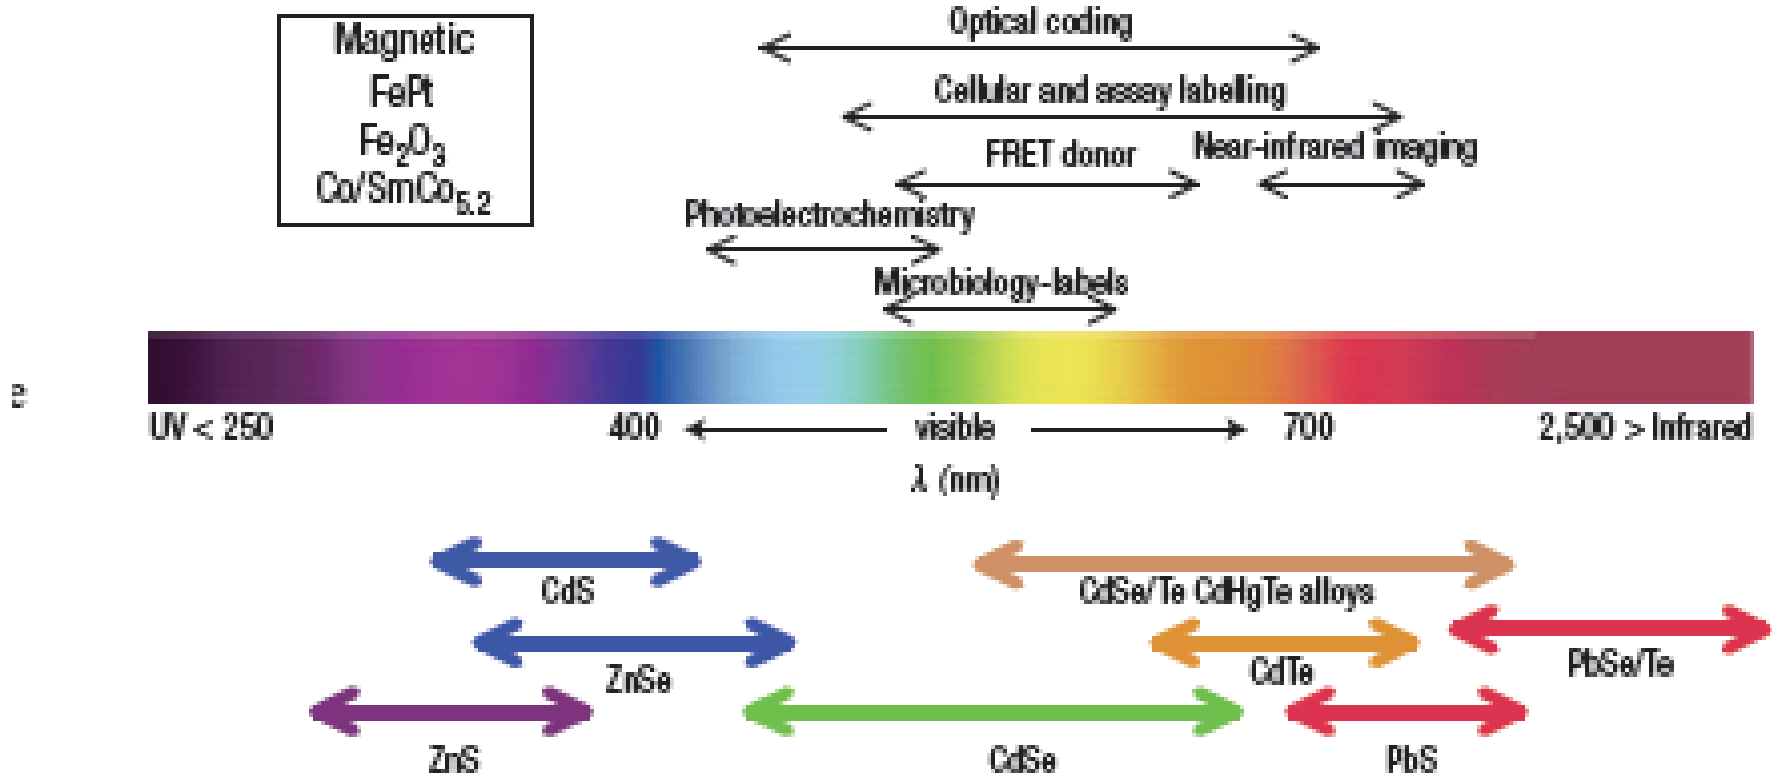 Magnetic
FePt
Fe₂O₃
Co/SmCo₅.₂
Optical coding
Cellular and assay labelling
FRET donor
Near-infrared imaging
Photoelectrochemistry
Microbiology-labels
UV < 250 400 visible 700 2,500 > Infrared
λ (nm)
CdS
CdSe/Te CdHgTe alloys
ZnSe
CdTe
PbSe/Te
ZnS
CdSe
PbS